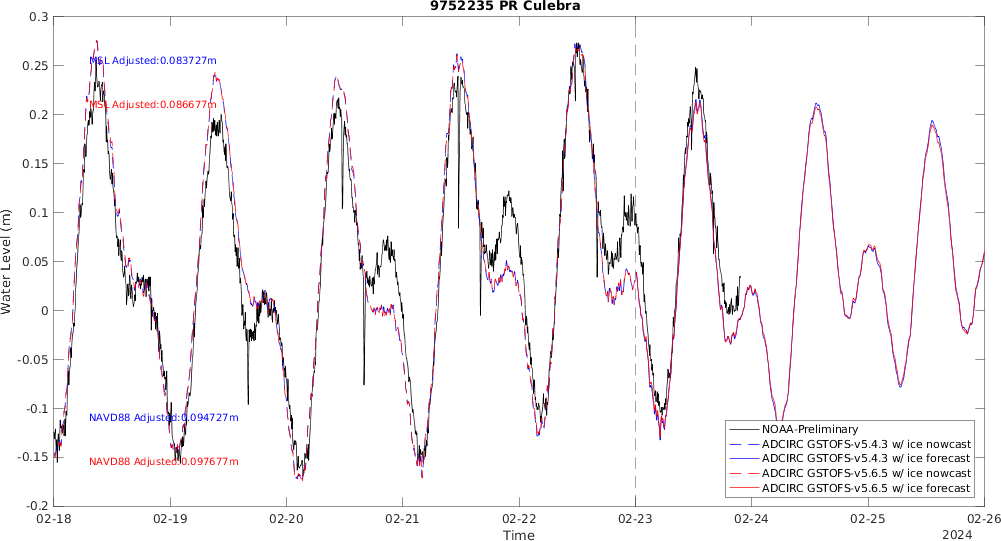 9752235 PR Culebra
0.3
0.25
0.2
0.15
0.1
0.05
0
-0.05
-0.1
-0.15
-0.2
Water Level (m)
MSL Adjusted:0.083727m
MSL Adjusted:0.086677m
NAVD88 Adjusted:0.094727m
NAVD88 Adjusted:0.097677m
NOAA-Preliminary
ADCIRC GSTOFS-v5.4.3 w/ ice nowcast
ADCIRC GSTOFS-v5.4.3 w/ ice forecast
ADCIRC GSTOFS-v5.6.5 w/ ice nowcast
ADCIRC GSTOFS-v5.6.5 w/ ice forecast
02-18 02-19 02-20 02-21 02-22 02-23 02-24 02-25 02-26
Time
2024